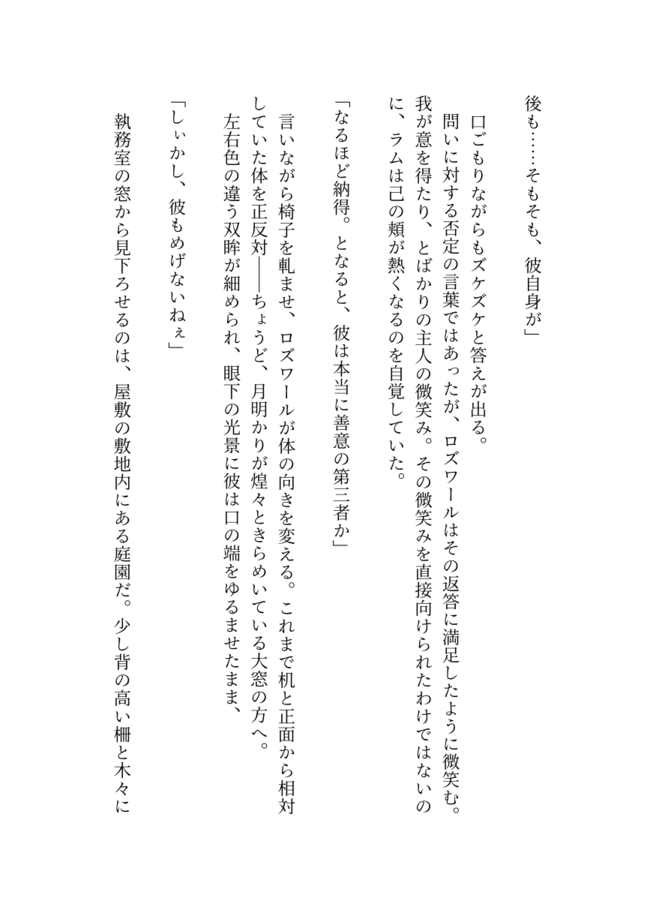 後も……そもそも、彼自身が」
口ごもりながらもズケズケと答えが出る。
問いに対する否定の言葉ではあったが、ロズワールはその返答に満足したように微笑む。
我が意を得たり、とばかりの主人の微笑み。その微笑みを直接向けられたわけではないの
に、ラムは己の頬が熱くなるのを自覚していた。
「なるほど納得。となると、彼は本当に善意の第三者か」
言いながら椅子を軋ませ、ロズワールが体の向きを変える。これまで机と正面から相対
していた体を正反対――ちょうど、月明かりが煌々ときらめいている大窓の方へ。
左右色の違う双眸が細められ、眼下の光景に彼は口の端をゆるませたまま、
「しぃかし、彼もめげないねぇ」
執務室の窓から見下ろせるのは、屋敷の敷地内にある庭園だ。少し背の高い柵と木々に